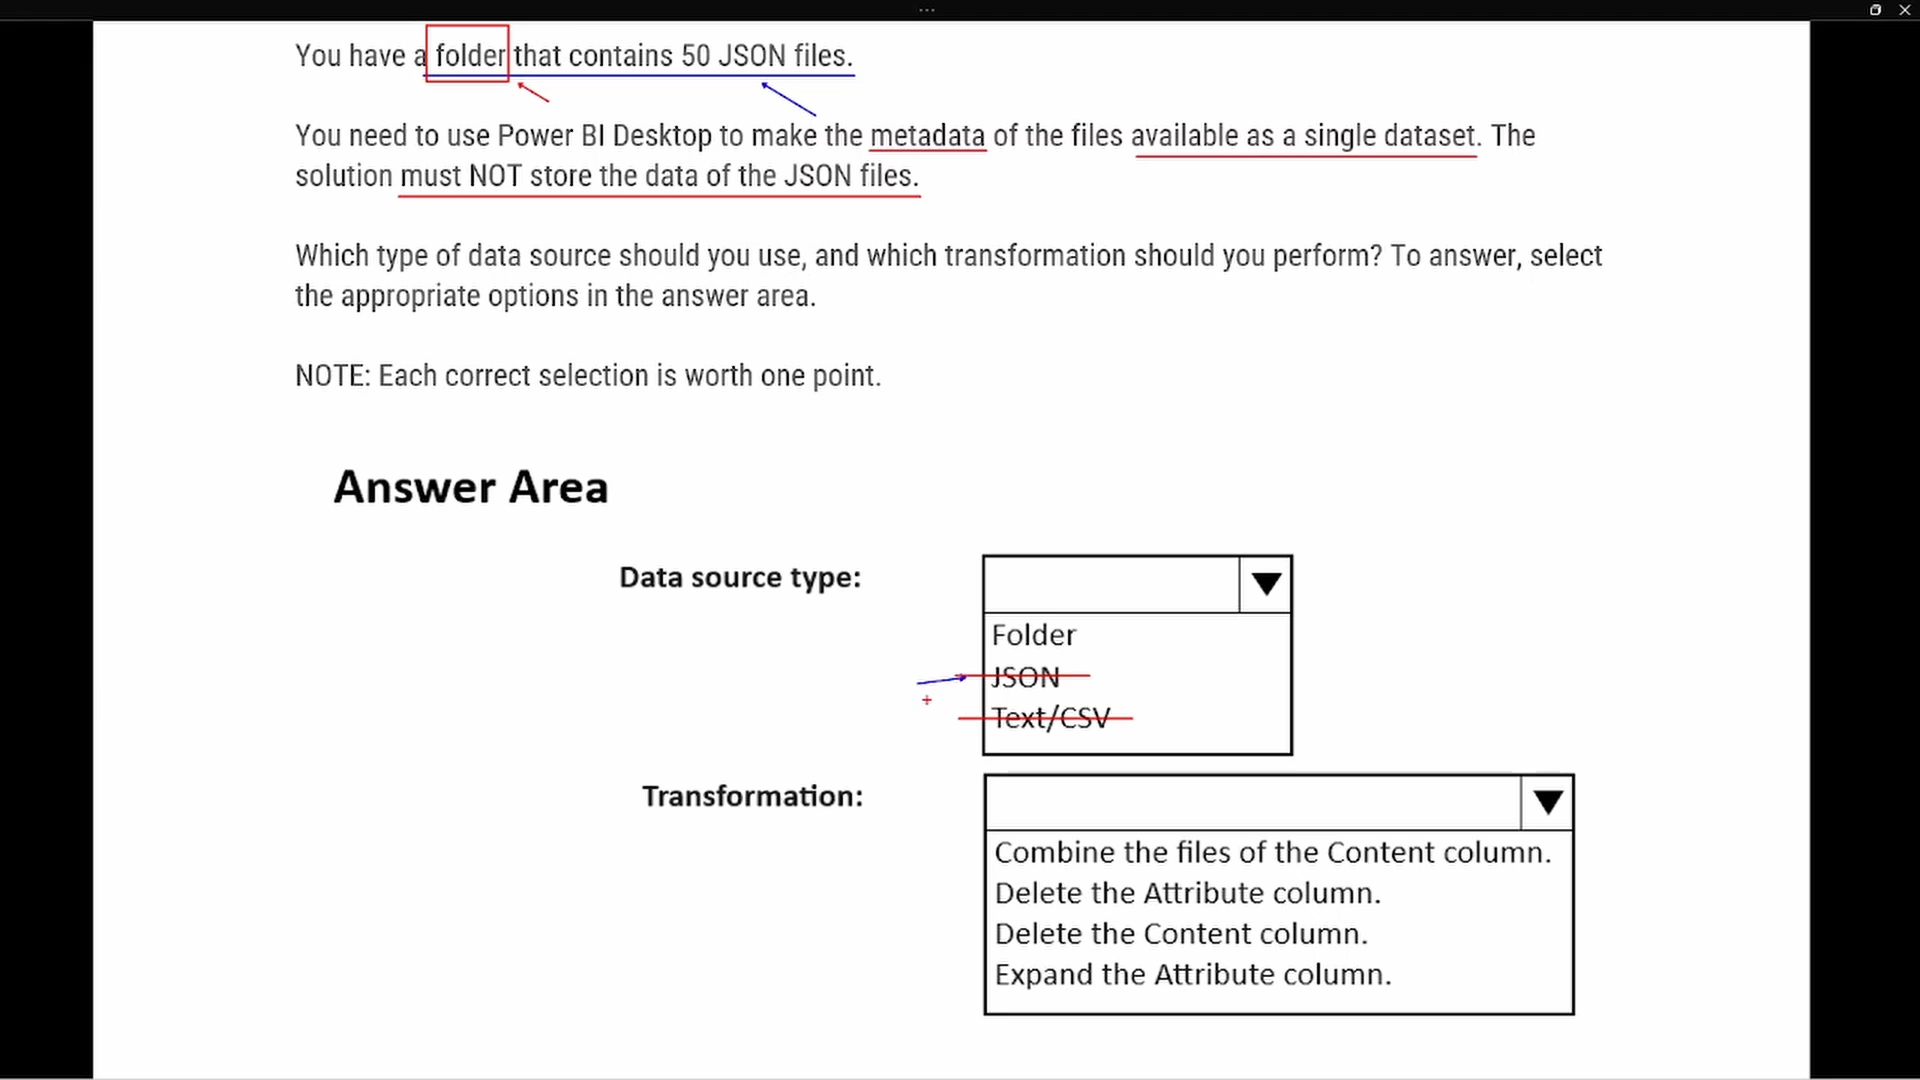 You have a folder that contains 50 JSON files.
You need to use Power BI Desktop to make the metadata of the files available as a single dataset. The
solution must NOT store the data of the JSON files.
Which type of data source should you use, and which transformation should you perform? To answer, select
the appropriate options in the answer area.
NOTE: Each correct selection is worth one point.
Answer Area
Data source type:
Folder
JSON
Text/CSV
Transformation:
Combine the files of the Content column.
Delete the Attribute column.
Delete the Content column.
Expand the Attribute column.